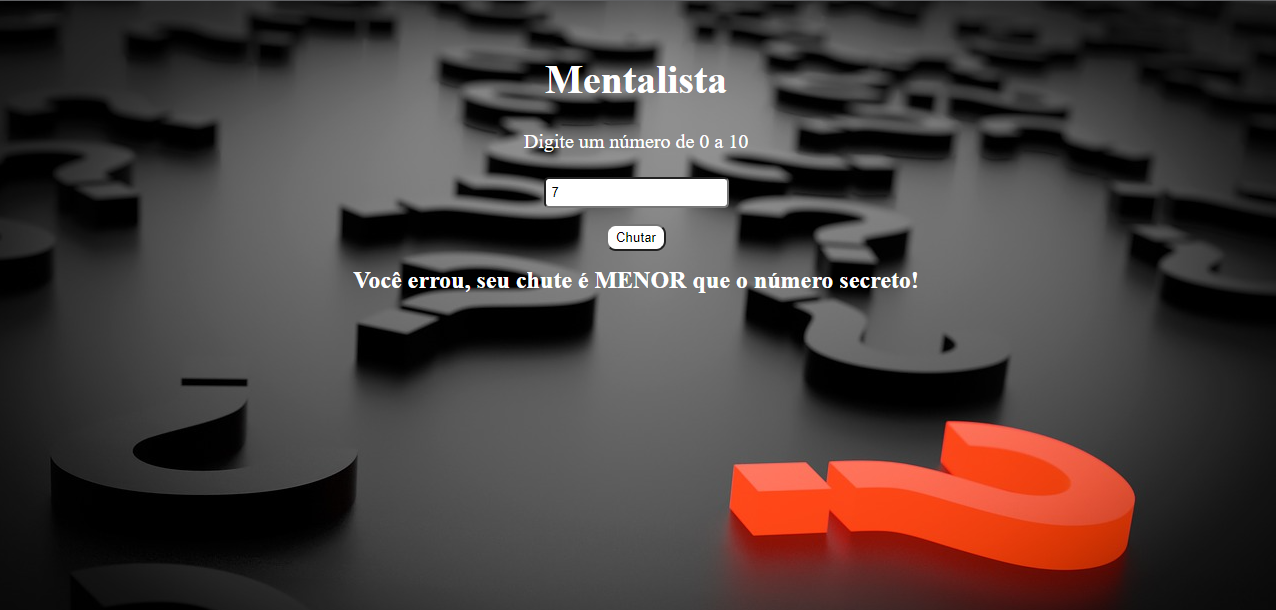 Mentalista
Digite um número de 0 a 10
7
Chutar
Você errou, seu chute é MENOR que o número secreto!